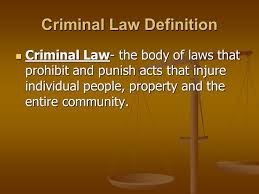 Criminal Law Definition
Criminal Law- the body of laws that
prohibit and punish acts that injure
individual people, property and the
entire community.